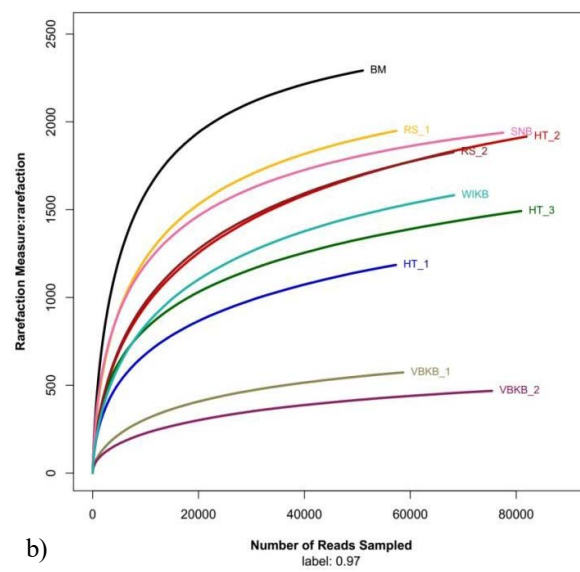 2500
2000
1500
1000
500
0
Rarefaction Measure:rarefaction
BM
RS_1
SNB
HT_2
RS_2
WIKB
HT_3
HT_1
VBKB_1
VBKB_2
0 20000 40000 60000 80000
Number of Reads Sampled
label: 0.97
b)